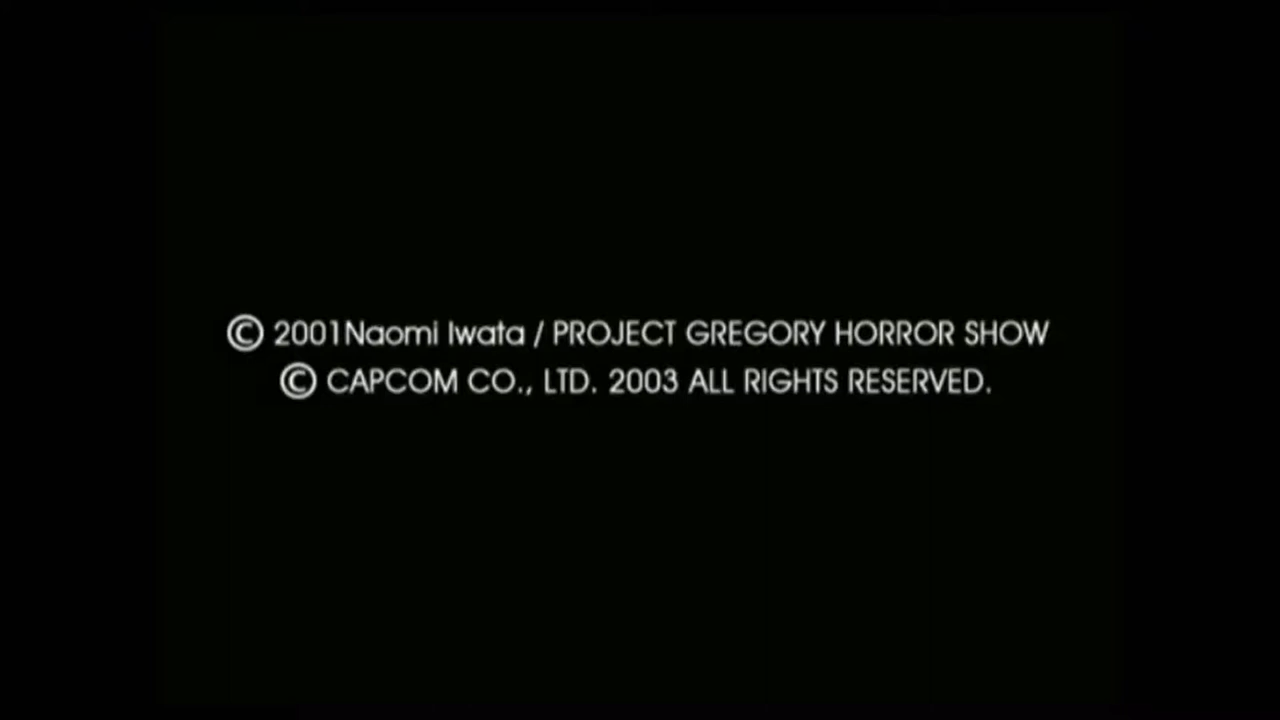 © 2001Naomi Iwata / PROJECT GREGORY HORROR SHOW
© CAPCOM CO., LTD. 2003 ALL RIGHTS RESERVED.